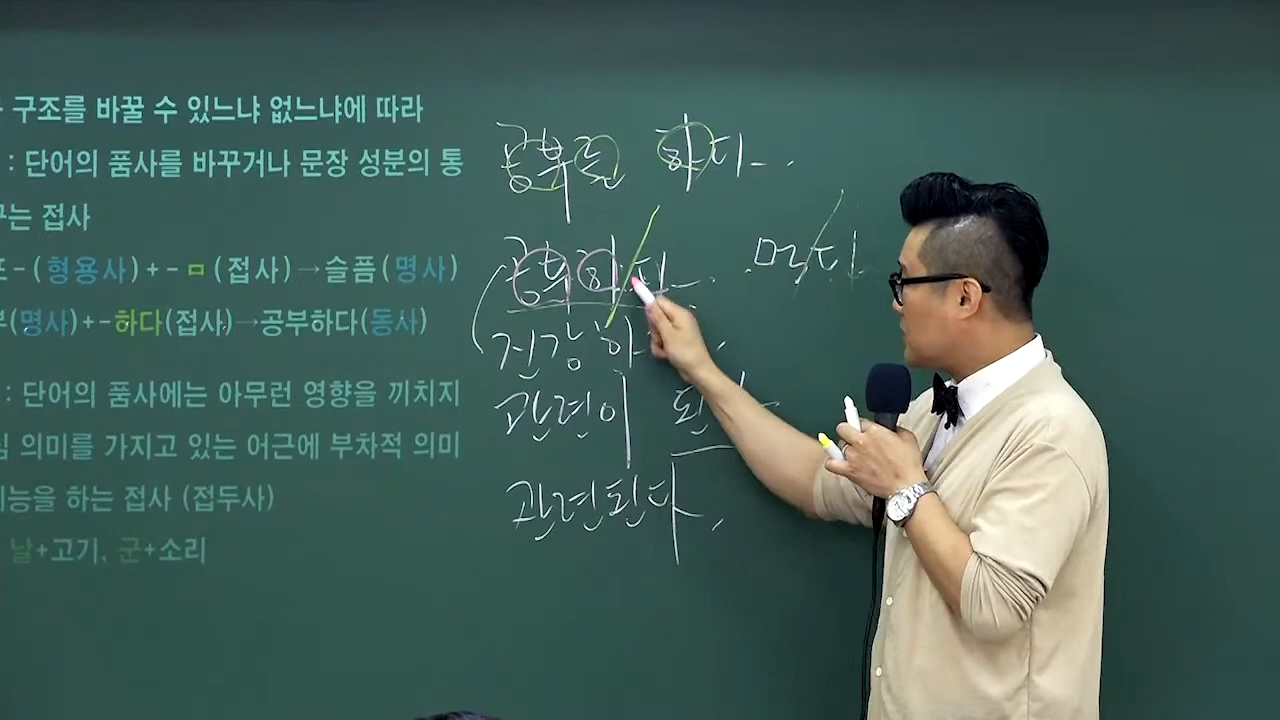 구조를 바꿀 수 있느냐 없느냐에 따라
: 단어의 품사를 바꾸거나 문장 성분의 통
는 접사
-(형용사)+-ㅁ(접사)→슬픔(명사)
(명사)+-하다(접사)→공부하다(동사)
: 단어의 품사에는 아무런 영향을 끼치지
의미를 가지고 있는 어근에 부차적 의미
능을 하는 접사 (접두사)
날+고기, 군+소리
공부를 하다.
공부하다.
먹다
건강하
관련이 된다
관련된다.